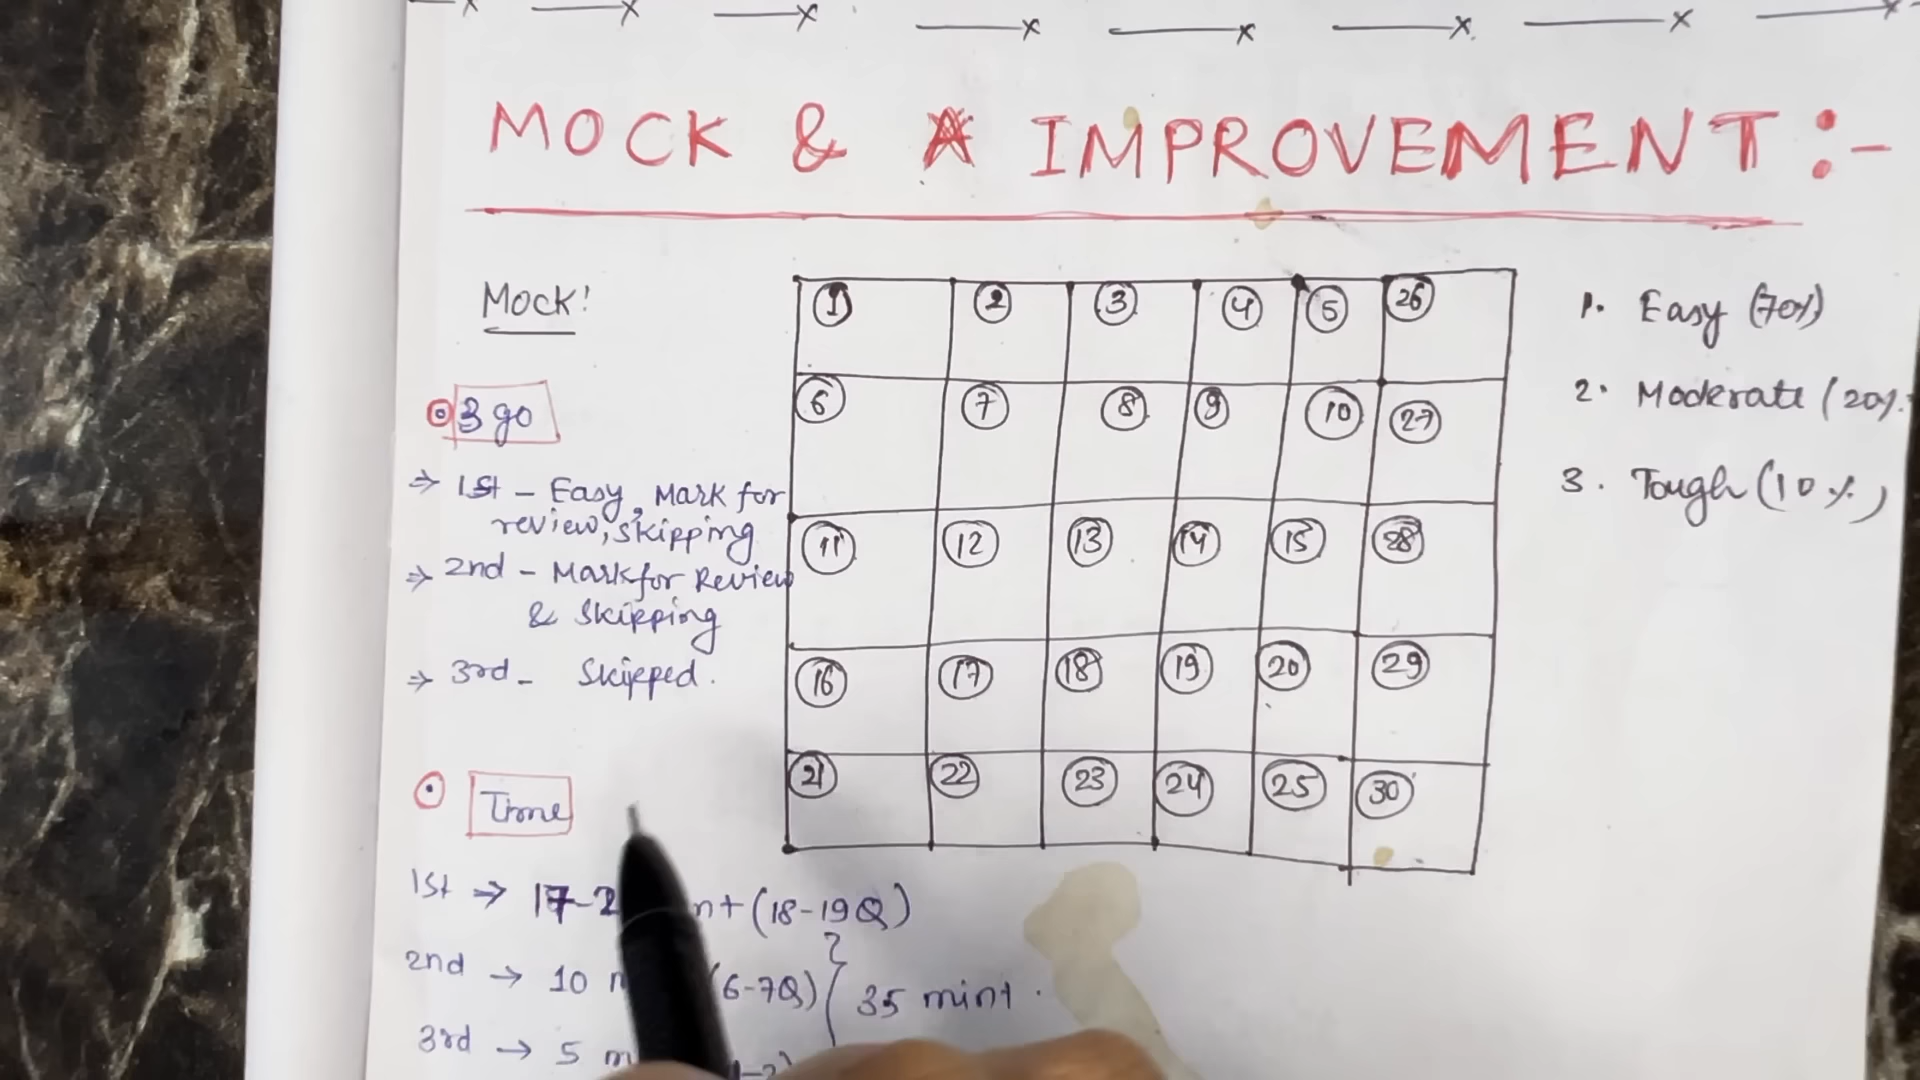 MOCK & IMPROVEMENT :-
Mock!
3 go
⇒ 1st - Easy, Mark for
review, skipping
⇒ 2nd - Mark for Review
& Skipping
⇒ 3rd - Skipped.
Time
1st ⇒ 17-2 nt (18-19Q)
2nd → 10 (6-7Q) } 35 mint.
3rd → 5
1 2 3 4 5 26
6 7 8 9 10 27
11 12 13 14 15 28
16 17 18 19 20 29
21 22 23 24 25 30
1. Easy (70%)
2. Moderate (20%
3. Tough (10%)